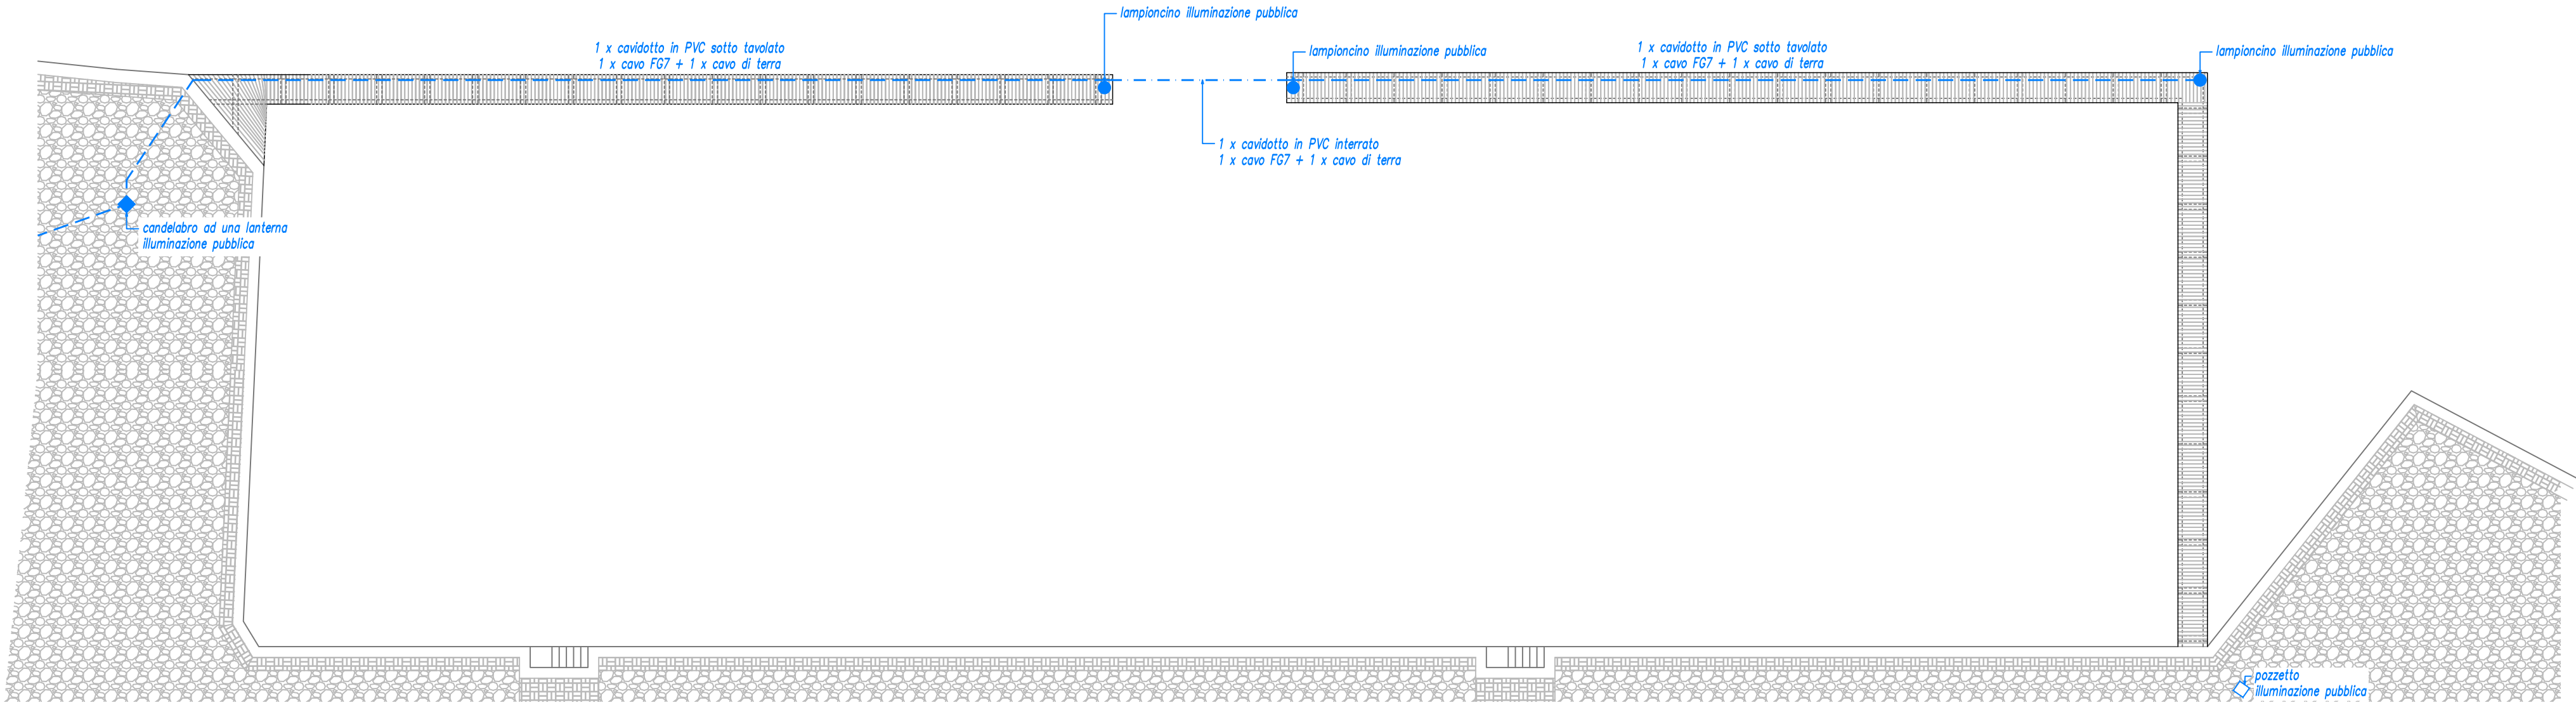 lampioncino illuminazione pubblica
1 x cavidotto in PVC sotto tavolato
1 x cavo FG7 + 1 x cavo di terra
lampioncino illuminazione pubblica
1 x cavidotto in PVC sotto tavolato
1 x cavo FG7 + 1 x cavo di terra
lampioncino illuminazione pubblica
1 x cavidotto in PVC interrato
1 x cavo FG7 + 1 x cavo di terra
candelabro ad una lanterna
illuminazione pubblica
pozzetto
illuminazione pubblica